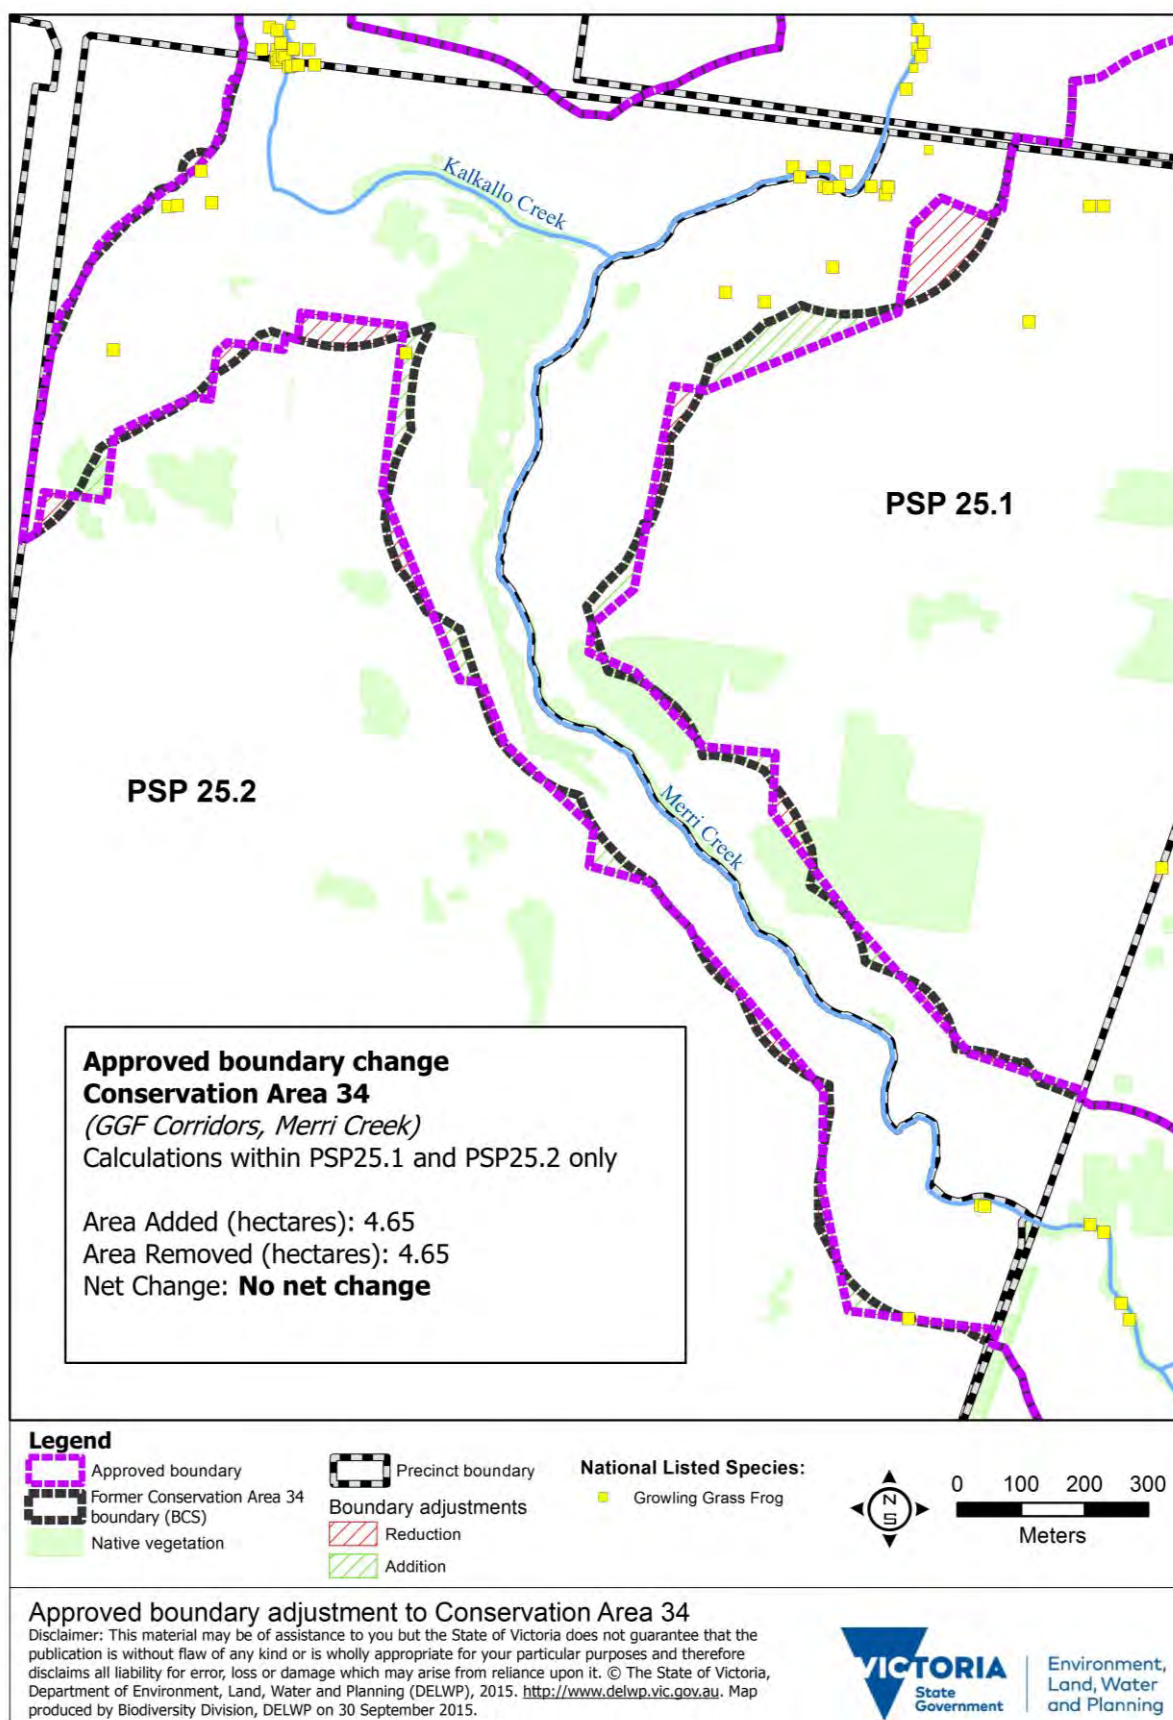 Kalkallo Creek
PSP 25.1
PSP 25.2
Merri Creek
Approved boundary change
Conservation Area 34
(GGF Corridors, Merri Creek)
Calculations within PSP25.1 and PSP25.2 only
Area Added (hectares): 4.65
Area Removed (hectares): 4.65
Net Change: No net change
Legend
Approved boundary
Former Conservation Area 34
boundary (BCS)
Native vegetation
Precinct boundary
Boundary adjustments
Reduction
Addition
National Listed Species:
Growling Grass Frog
N
S
0 100 200 300
Meters
Approved boundary adjustment to Conservation Area 34
Disclaimer: This material may be of assistance to you but the State of Victoria does not guarantee that the
publication is without flaw of any kind or is wholly appropriate for your particular purposes and therefore
disclaims all liability for error, loss or damage which may arise from reliance upon it. © The State of Victoria,
Department of Environment, Land, Water and Planning (DELWP), 2015. http://www.delwp.vic.gov.au. Map
produced by Biodiversity Division, DELWP on 30 September 2015.
VICTORIA
State
Government
Environment,
Land, Water
and Planning